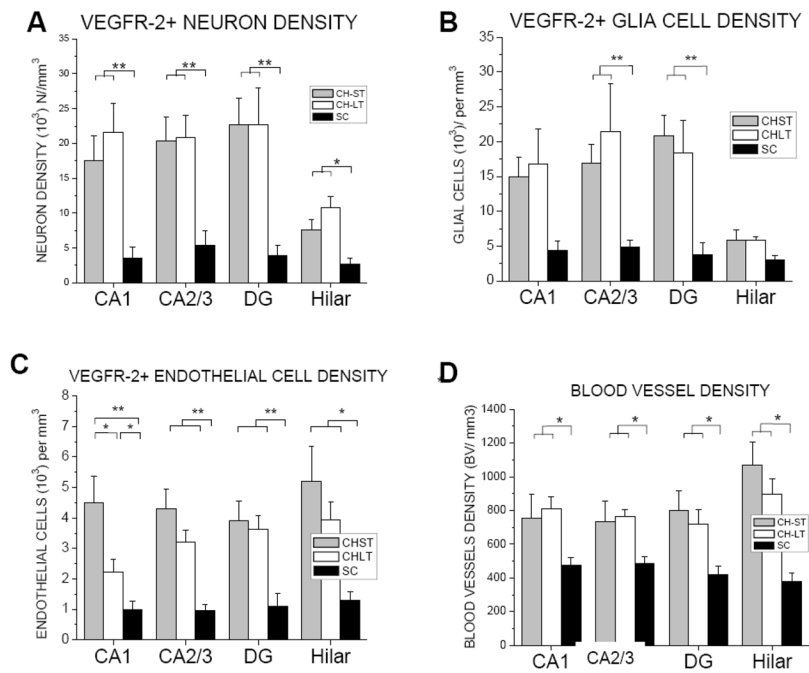 A
VEGFR-2+ NEURON DENSITY
NEURON DENSITY (10³) N//mm³
30
25
20
15
10
5
0
** ** ** *
CH-ST
CH-LT
SC
CA1 CA2/3 DG Hilar
B
VEGFR-2+ GLIA CELL DENSITY
GLIAL CELLS (10³)/ per mm³
35
30
25
20
15
10
5
0
** **
CHST
CHLT
SC
CA1 CA2/3 DG Hilar
C
VEGFR-2+ ENDOTHELIAL CELL DENSITY
ENDOTHELIAL CELLS (10³) per mm³
8
7
6
5
4
3
2
1
0
** ** ** *
* *
CHST
CHLT
SC
CA1 CA2/3 DG Hilar
D
BLOOD VESSEL DENSITY
BLOOD VESSELS DENSITY (BV/ mm3)
1400
1200
1000
800
600
400
200
0
* * * *
CH-ST
CH-LT
SC
CA1 CA2/3 DG Hilar